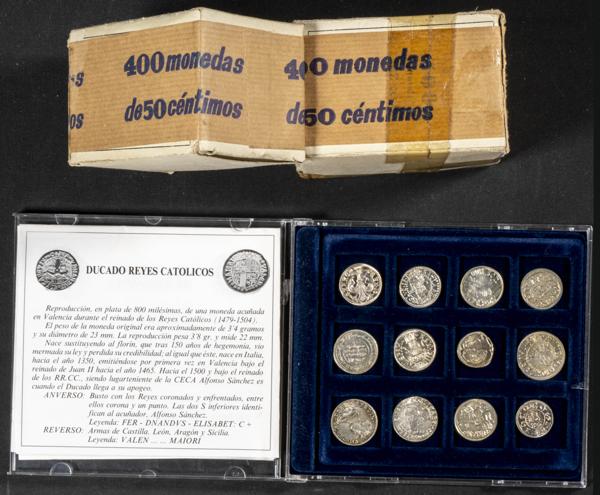 400 monedas
400 monedas
s
de 50 céntimos
de 50 céntimos
os
DUCADO REYES CATOLICOS
Reproducción, en plata de 800 milésimas, de una moneda acuñada
en Valencia durante el reinado de los Reyes Católicos (1479-1504).
El peso de la moneda original era aproximadamente de 3'4 gramos
y su diámetro de 23 mm. La reproducción pesa 3'8 gr. y mide 22 mm.
Nace sustituyendo al florín, que tras 150 años de hegemonía, vio
mermada su ley y perdida su credibilidad; al igual que éste, nace en Italia,
hacia el año 1350, emitiéndose por primera vez en Valencia bajo el
reinado de Juan II hacia el año 1465. Hacia el 1500 y bajo el reinado
de los RR.CC., siendo lugarteniente de la CECA Alfonso Sánchez es
cuando el Ducado llega a su apogeo.
ANVERSO: Busto con los Reyes coronados y enfrentados, entre
ellos corona y un punto. Las dos S inferiores identifi-
can al acuñador, Alfonso Sánchez.
Leyenda: FER - DNANDVS - ELISABET: C +
REVERSO: Armas de Castilla, León, Aragón y Sicilia.
Leyenda: VALEN ... ... MAIORI